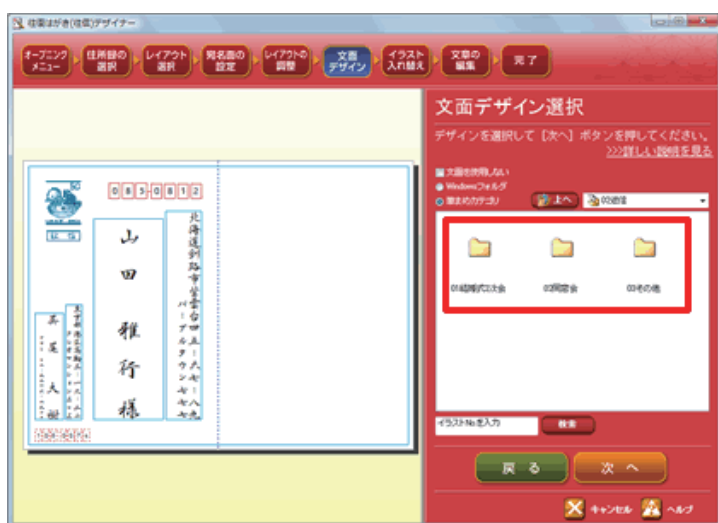 往復はがき(往信)デザイナー
オープニング
メニュー
住所録の
選択
レイアウト
選択
宛名面の
設定
レイアウトの
調整
文面
デザイン
イラスト
入れ替え
文章の
編集
完了
文面デザイン選択
デザインを選択して［次へ］ボタンを押してください。
>>>詳しい説明を見る
文面を使用しない
Windowsフォルダ
筆まめカテゴリ
上へ
02返信
01結婚式2次会
02同窓会
03その他
イラストNo.を入力
検索
戻る
次へ
キャンセル
ヘルプ
50
085-0812
山田 雅行 様